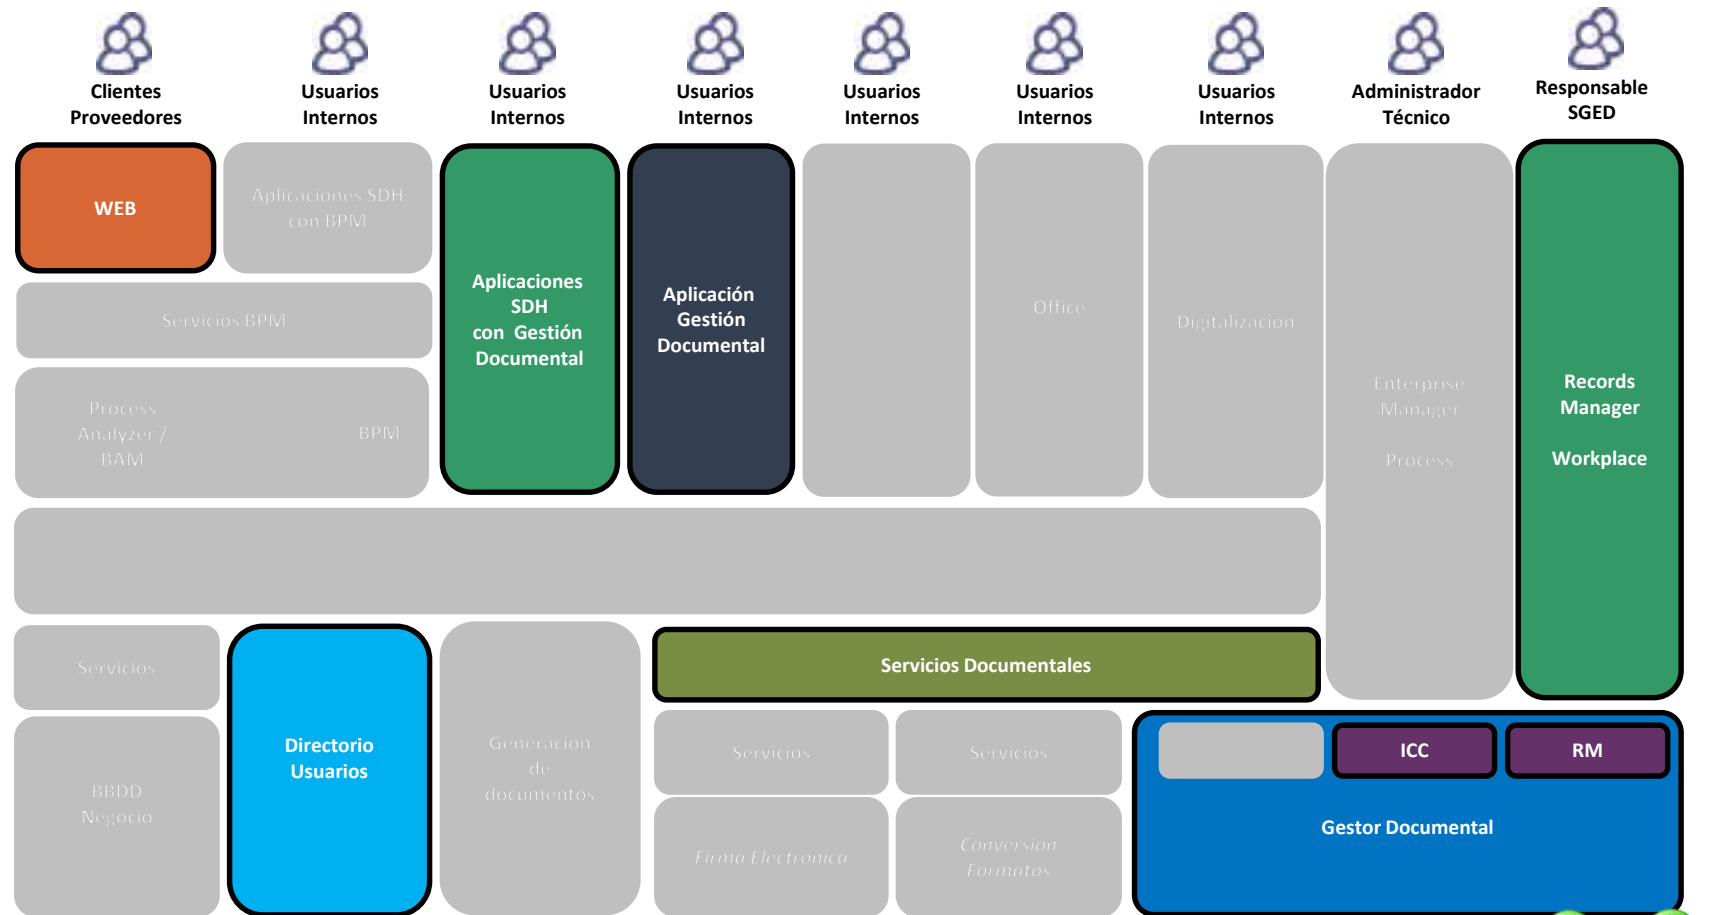 Clientes
Proveedores
Usuarios
Internos
Usuarios
Internos
Usuarios
Internos
Usuarios
Internos
Usuarios
Internos
Usuarios
Internos
Administrador
Técnico
Responsable
SGED
WEB
Aplicaciones SDH
con BPM
Servicios BPM
Process
Analyzer /
BAM
BPM
Aplicaciones
SDH
con Gestión
Documental
Aplicación
Gestión
Documental
Office
Digitalizacion
Enterprise
Manager
Process
Records
Manager
Workplace
Servicios
BBDD
Negocio
Directorio
Usuarios
Generacion
de
documentos
Servicios Documentales
Servicios
Servicios
Firma Electronica
Conversion
Formatos
ICC
RM
Gestor Documental